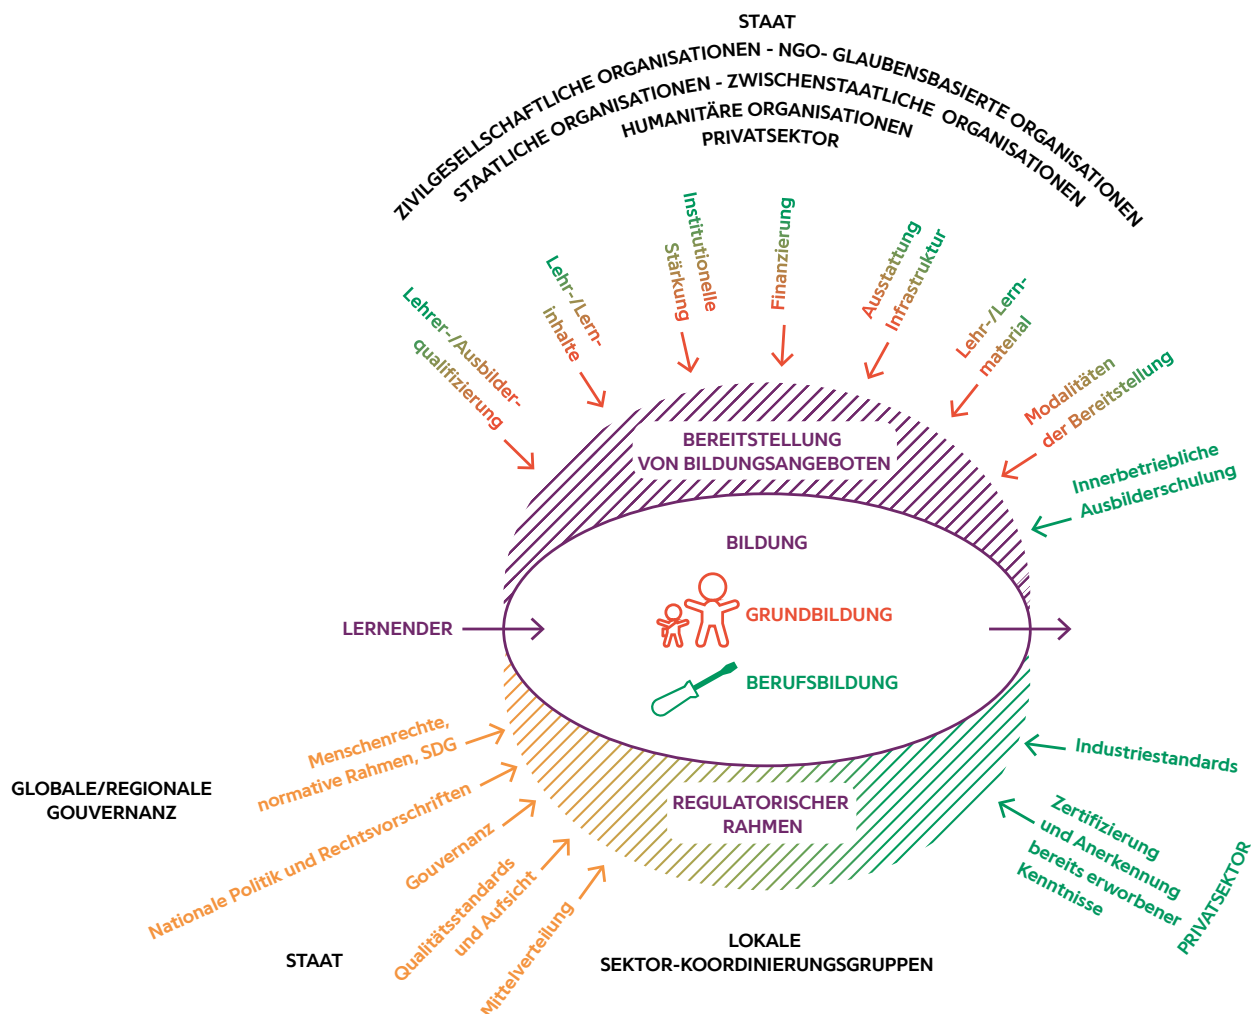 STAAT
ZIVILGESELLSCHAFTLICHE ORGANISATIONEN - NGO- GLAUBENSBASIERTE ORGANISATIONEN
STAATLICHE ORGANISATIONEN - ZWISCHENSTAATLICHE ORGANISATIONEN
HUMANITÄRE ORGANISATIONEN
PRIVATSEKTOR
Lehrer-/Ausbilder-
qualifizierung
Lehr-/Lern-
inhalte
Institutionelle
Stärkung
Finanzierung
Ausstattung
Infrastruktur
Lehr-/Lern-
material
Modalitäten
der Bereitstellung
Innerbetriebliche
Ausbilderschulung
BEREITSTELLUNG
VON BILDUNGSANGEBOTEN
BILDUNG
GRUNDBILDUNG
LERNENDER
BERUFSBILDUNG
Menschenrechte,
normative Rahmen, SDG
GLOBALE/REGIONALE
GOUVERNANZ
Nationale Politik und Rechtsvorschriften
Gouvernanz
Qualitätsstandards
und Aufsicht
Mittelverteilung
STAAT
REGULATORISCHER
RAHMEN
LOKALE
SEKTOR-KOORDINIERUNGSGRUPPEN
Industriestandards
Zertifizierung
und Anerkennung
bereits erworbener
Kenntnisse
PRIVATSEKTOR